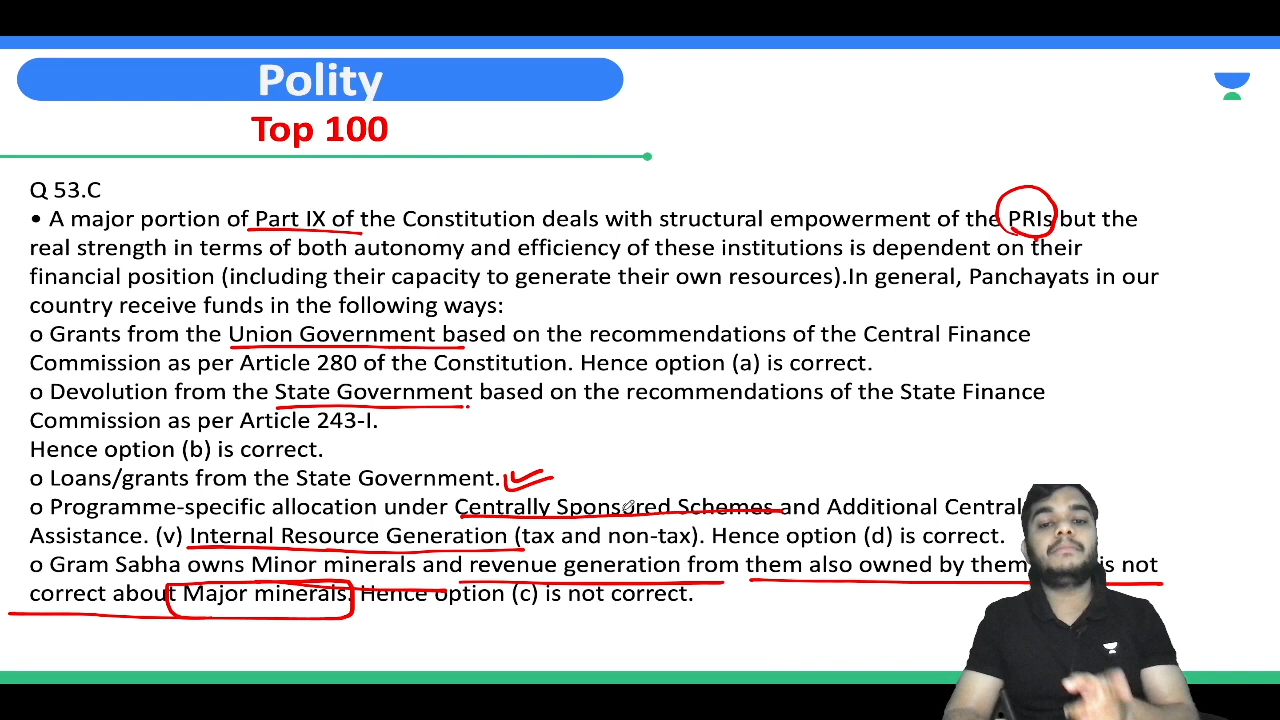 Polity
Top 100
Q 53.C
• A major portion of Part IX of the Constitution deals with structural empowerment of the PRIs but the
real strength in terms of both autonomy and efficiency of these institutions is dependent on their
financial position (including their capacity to generate their own resources).In general, Panchayats in our
country receive funds in the following ways:
o Grants from the Union Government based on the recommendations of the Central Finance
Commission as per Article 280 of the Constitution. Hence option (a) is correct.
o Devolution from the State Government based on the recommendations of the State Finance
Commission as per Article 243-I.
Hence option (b) is correct.
o Loans/grants from the State Government.
o Programme-specific allocation under Centrally Sponsored Schemes and Additional Central
Assistance. (v) Internal Resource Generation (tax and non-tax). Hence option (d) is correct.
o Gram Sabha owns Minor minerals and revenue generation from them also owned by them is not
correct about Major minerals. Hence option (c) is not correct.